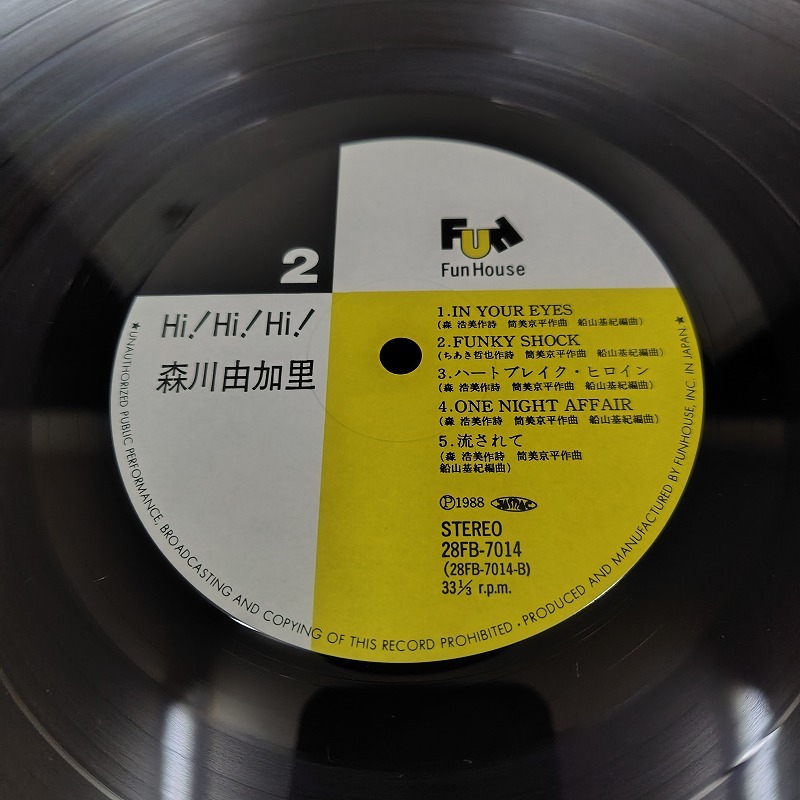 2
Hi! Hi! Hi!
森川由加里
Fun
Fun House
1.IN YOUR EYES
(森 浩美作詩 筒美京平作曲 船山基紀編曲)
2.FUNKY SHOCK
(ちあき哲也作詩 筒美京平作曲 船山基紀編曲)
3.ハートブレイク・ヒロイン
(森 浩美作詩 筒美京平作曲 船山基紀編曲)
4.ONE NIGHT AFFAIR
(森 浩美作詩 筒美京平作曲 船山基紀編曲)
5.流されて
(森 浩美作詩 筒美京平作曲
船山基紀編曲)
Ⓟ1988 JASRAC
STEREO
28FB-7014
(28FB-7014-B)
33⅓ r.p.m.
★UNAUTHORIZED PUBLIC PERFORMANCE, BROADCASTING AND COPYING OF THIS RECORD PROHIBITED・PRODUCED AND MANUFACTURED BY FUNHOUSE, INC. IN JAPAN★